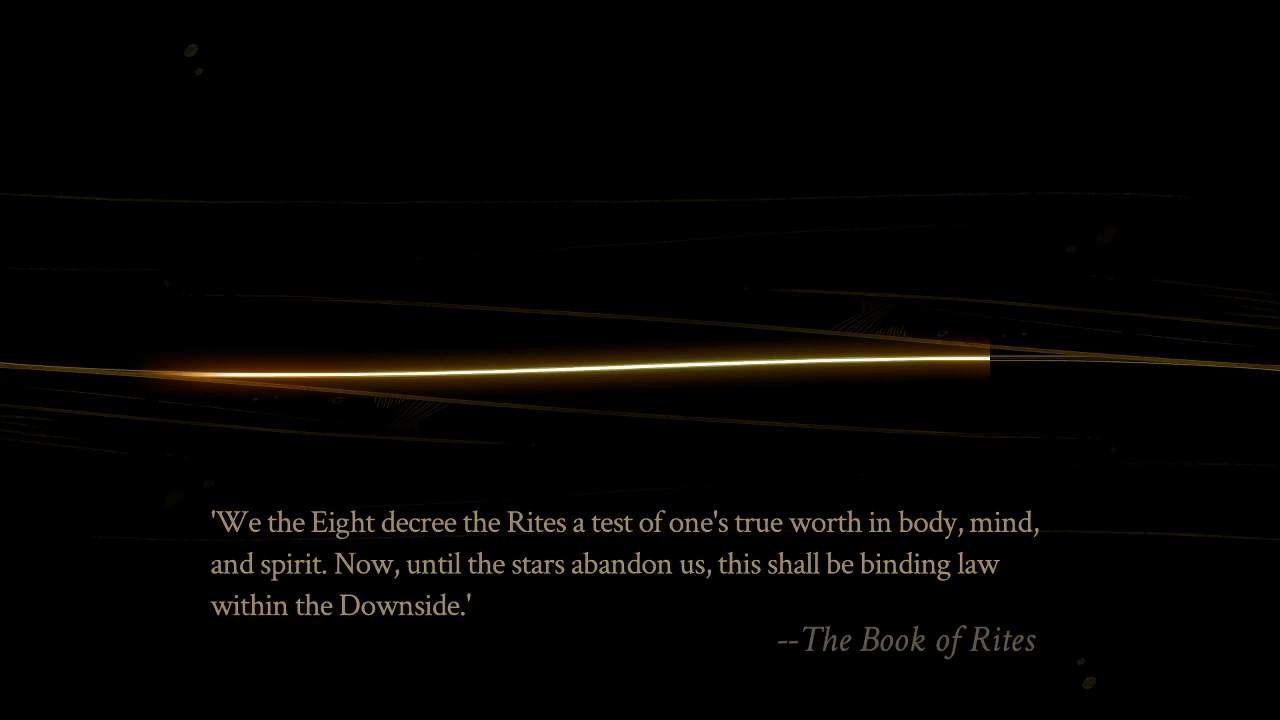 'We the Eight decree the Rites a test of one's true worth in body, mind,
and spirit. Now, until the stars abandon us, this shall be binding law
within the Downside.'
--The Book of Rites